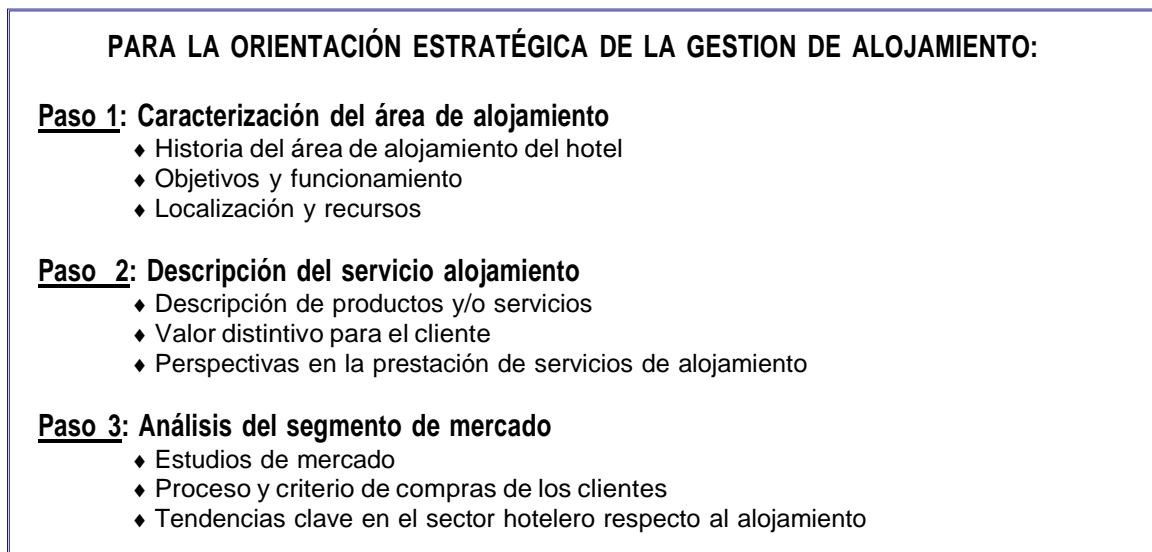 PARA LA ORIENTACIÓN ESTRATÉGICA DE LA GESTION DE ALOJAMIENTO:
Paso 1: Caracterización del área de alojamiento
♦ Historia del área de alojamiento del hotel
♦ Objetivos y funcionamiento
♦ Localización y recursos
Paso 2: Descripción del servicio alojamiento
♦ Descripción de productos y/o servicios
♦ Valor distintivo para el cliente
♦ Perspectivas en la prestación de servicios de alojamiento
Paso 3: Análisis del segmento de mercado
♦ Estudios de mercado
♦ Proceso y criterio de compras de los clientes
♦ Tendencias clave en el sector hotelero respecto al alojamiento